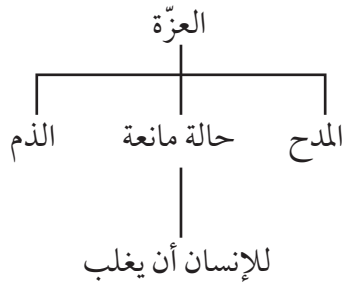 العزّة
المدح حالة مانعة الذم
للإنسان أن يغلب